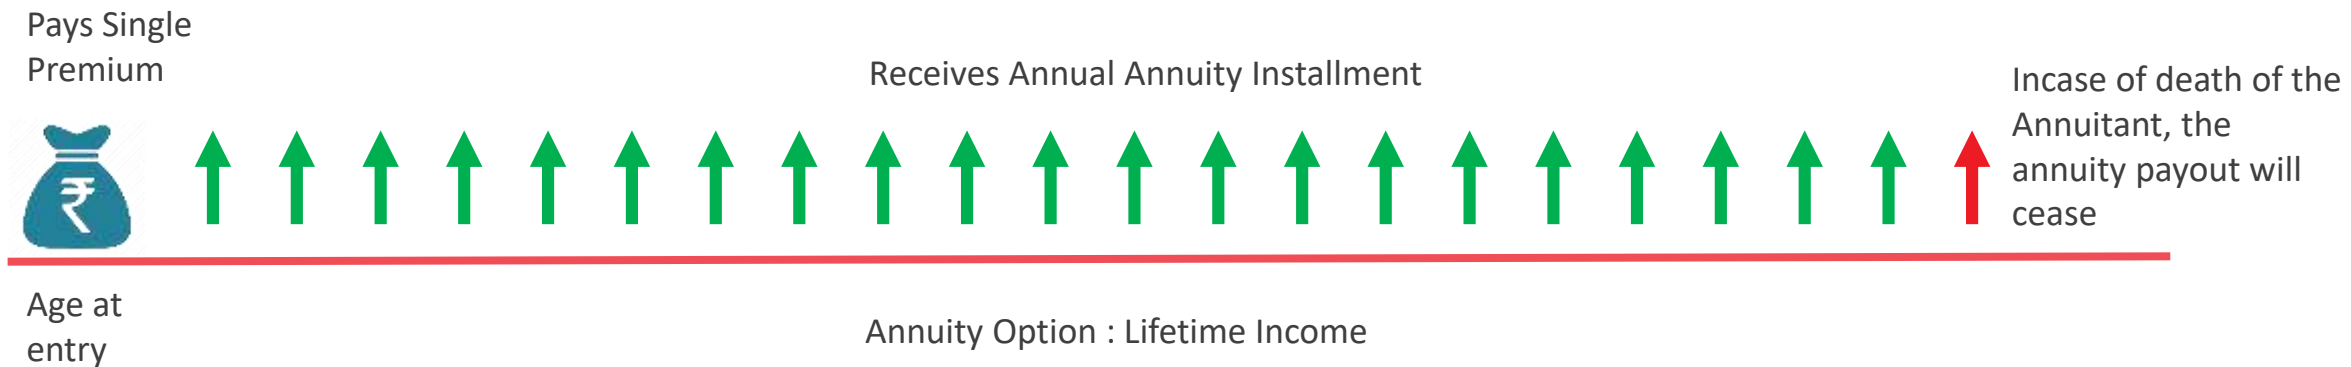 Pays Single
Premium
Receives Annual Annuity Installment
Incase of death of the
Annuitant, the
annuity payout will
cease
₹
Age at
entry
Annuity Option : Lifetime Income